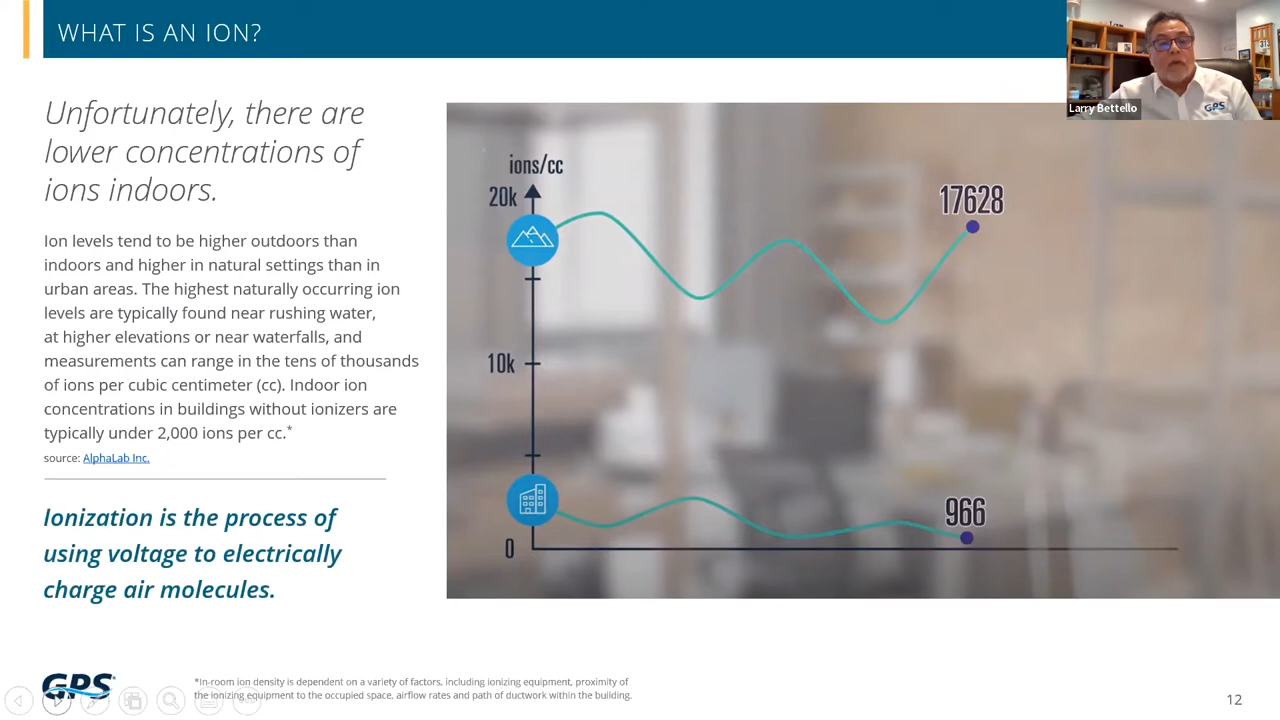 WHAT IS AN ION?
Larry Bettello
GPS
Unfortunately, there are
lower concentrations of
ions indoors.
Ion levels tend to be higher outdoors than
indoors and higher in natural settings than in
urban areas. The highest naturally occurring ion
levels are typically found near rushing water,
at higher elevations or near waterfalls, and
measurements can range in the tens of thousands
of ions per cubic centimeter (cc). Indoor ion
concentrations in buildings without ionizers are
typically under 2,000 ions per cc.*
source: AlphaLab Inc.
Ionization is the process of
using voltage to electrically
charge air molecules.
ions/cc
20k
17628
10k
966
0
GPS
*In-room ion density is dependent on a variety of factors, including ionizing equipment, proximity of
the ionizing equipment to the occupied space, airflow rates and path of ductwork within the building.
12